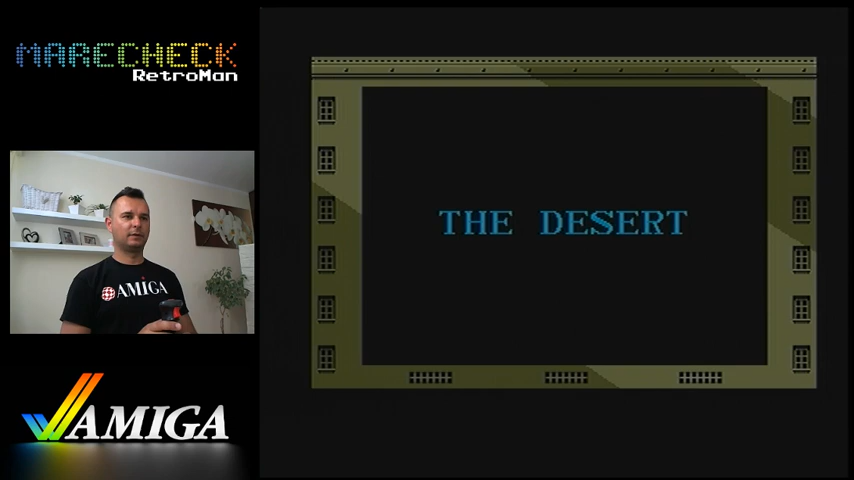 MARECHECK
RetroMan
THE DESERT
AMIGA
AMIGA